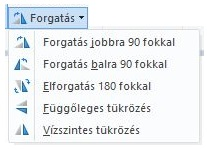 Forgatás
Forgatás jobbra 90 fokkal
Forgatás balra 90 fokkal
Elforgatás 180 fokkal
Függőleges tükrözés
Vízszintes tükrözés